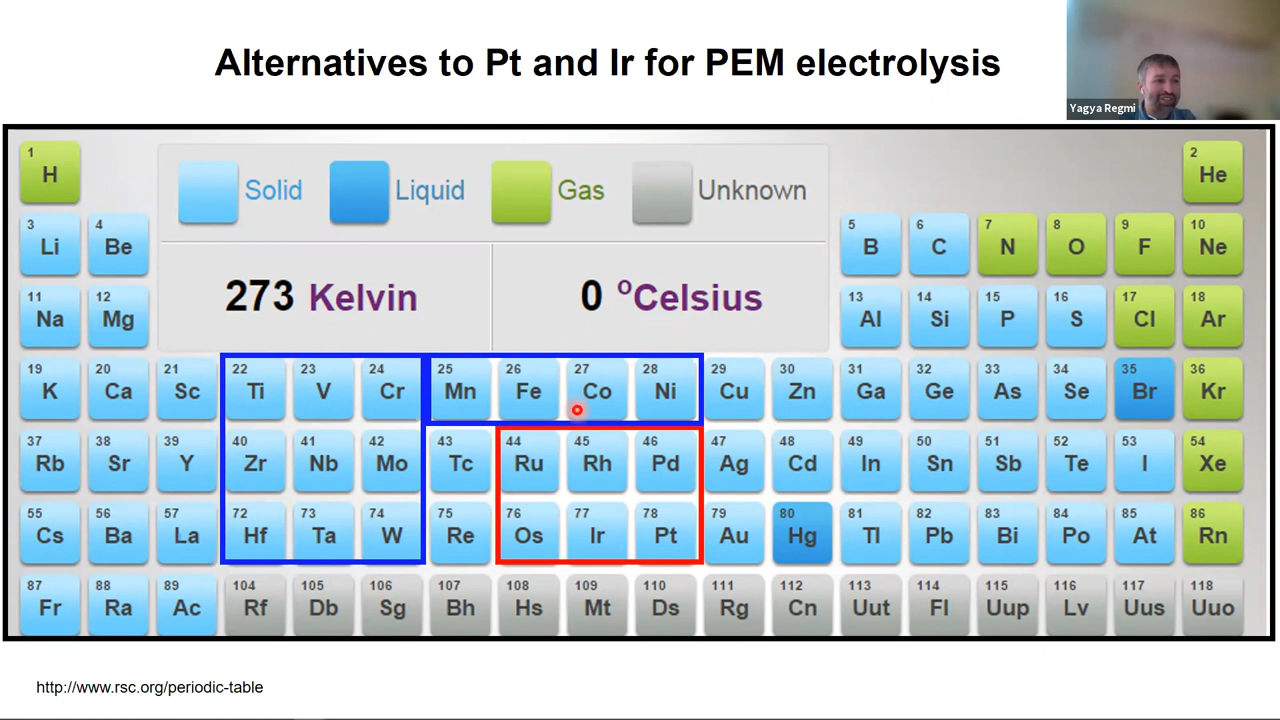 Alternatives to Pt and Ir for PEM electrolysis
Yagya Regmi
1 H
2 He
Solid Liquid Gas Unknown
3 Li 4 Be 5 B 6 C 7 N 8 O 9 F 10 Ne
273 Kelvin 0 °Celsius
11 Na 12 Mg 13 Al 14 Si 15 P 16 S 17 Cl 18 Ar
19 K 20 Ca 21 Sc 22 Ti 23 V 24 Cr 25 Mn 26 Fe 27 Co 28 Ni 29 Cu 30 Zn 31 Ga 32 Ge 33 As 34 Se 35 Br 36 Kr
37 Rb 38 Sr 39 Y 40 Zr 41 Nb 42 Mo 43 Tc 44 Ru 45 Rh 46 Pd 47 Ag 48 Cd 49 In 50 Sn 51 Sb 52 Te 53 I 54 Xe
55 Cs 56 Ba 57 La 72 Hf 73 Ta 74 W 75 Re 76 Os 77 Ir 78 Pt 79 Au 80 Hg 81 Tl 82 Pb 83 Bi 84 Po 85 At 86 Rn
87 Fr 88 Ra 89 Ac 104 Rf 105 Db 106 Sg 107 Bh 108 Hs 109 Mt 110 Ds 111 Rg 112 Cn 113 Uut 114 Fl 115 Uup 116 Lv 117 Uus 118 Uuo
http://www.rsc.org/periodic-table